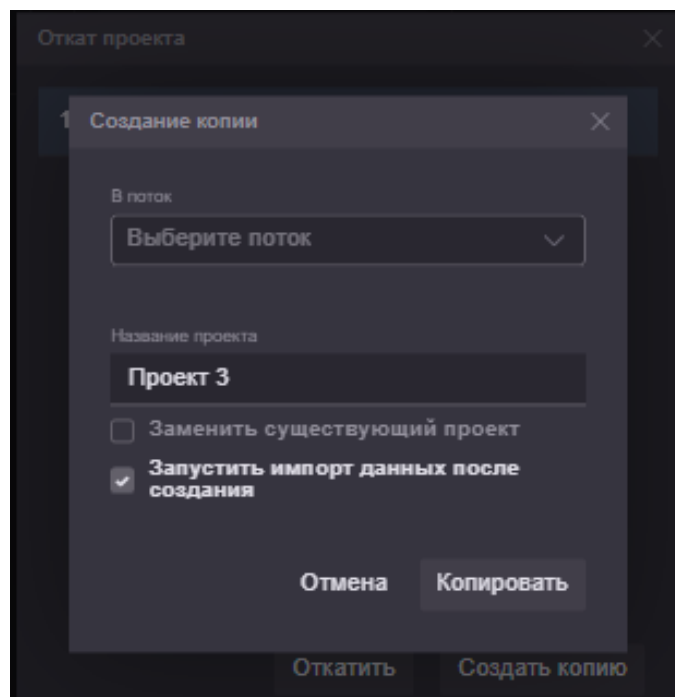 Откат проекта
1
Создание копии
В поток
Выберите поток
Название проекта
Проект 3
Заменить существующий проект
Запустить импорт данных после
создания
Отмена
Копировать
Откатить
Создать копию